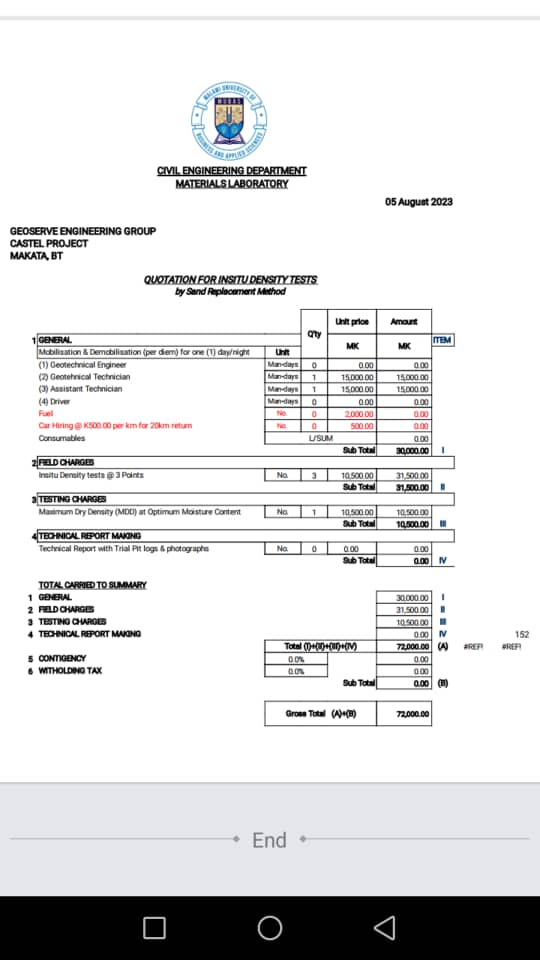 MALAWI UNIVERSITY OF
MUBAS
BUSINESS AND APPLIED SCIENCES
CIVIL ENGINEERING DEPARTMENT
MATERIALS LABORATORY
05 August 2023
GEOSERVE ENGINEERING GROUP
CASTEL PROJECT
MAKATA, BT
QUOTATION FOR INSITU DENSITY TESTS
by Sand Replacement Method
Q'ty Unit price Amount
MK MK ITEM
1 GENERAL
Mobilisation & Demobilisation (per diem) for one (1) day/night Unit
(1) Geotechnical Engineer Man-days 0 0.00 0.00
(2) Geotehnical Technician Man-days 1 15,000.00 15,000.00
(3) Assistant Technician Man-days 1 15,000.00 15,000.00
(4) Driver Man-days 0 0.00 0.00
Fuel No. 0 2,000.00 0.00
Car Hiring @ K500.00 per km for 20km return No. 0 500.00 0.00
Consumables L/SUM 0.00
Sub Total 30,000.00 I
2 FIELD CHARGES
Insitu Density tests @ 3 Points No. 3 10,500.00 31,500.00
Sub Total 31,500.00 II
3 TESTING CHARGES
Maximum Dry Density (MDD) at Optimum Moisture Content No. 1 10,500.00 10,500.00
Sub Total 10,500.00 III
4 TECHNICAL REPORT MAKING
Technical Report with Trial Pit logs & photographs No. 0 0.00 0.00
Sub Total 0.00 IV
TOTAL CARRIED TO SUMMARY
1 GENERAL 30,000.00 I
2 FIELD CHARGES 31,500.00 II
3 TESTING CHARGES 10,500.00 III
4 TECHNICAL REPORT MAKING 0.00 IV 152
Total (I)+(II)+(III)+(IV) 72,000.00 (A) #REF! #REF!
5 CONTIGENCY 0.0% 0.00
6 WITHOLDING TAX 0.0% 0.00
Sub Total 0.00 (B)
Gross Total (A)+(B) 72,000.00
End